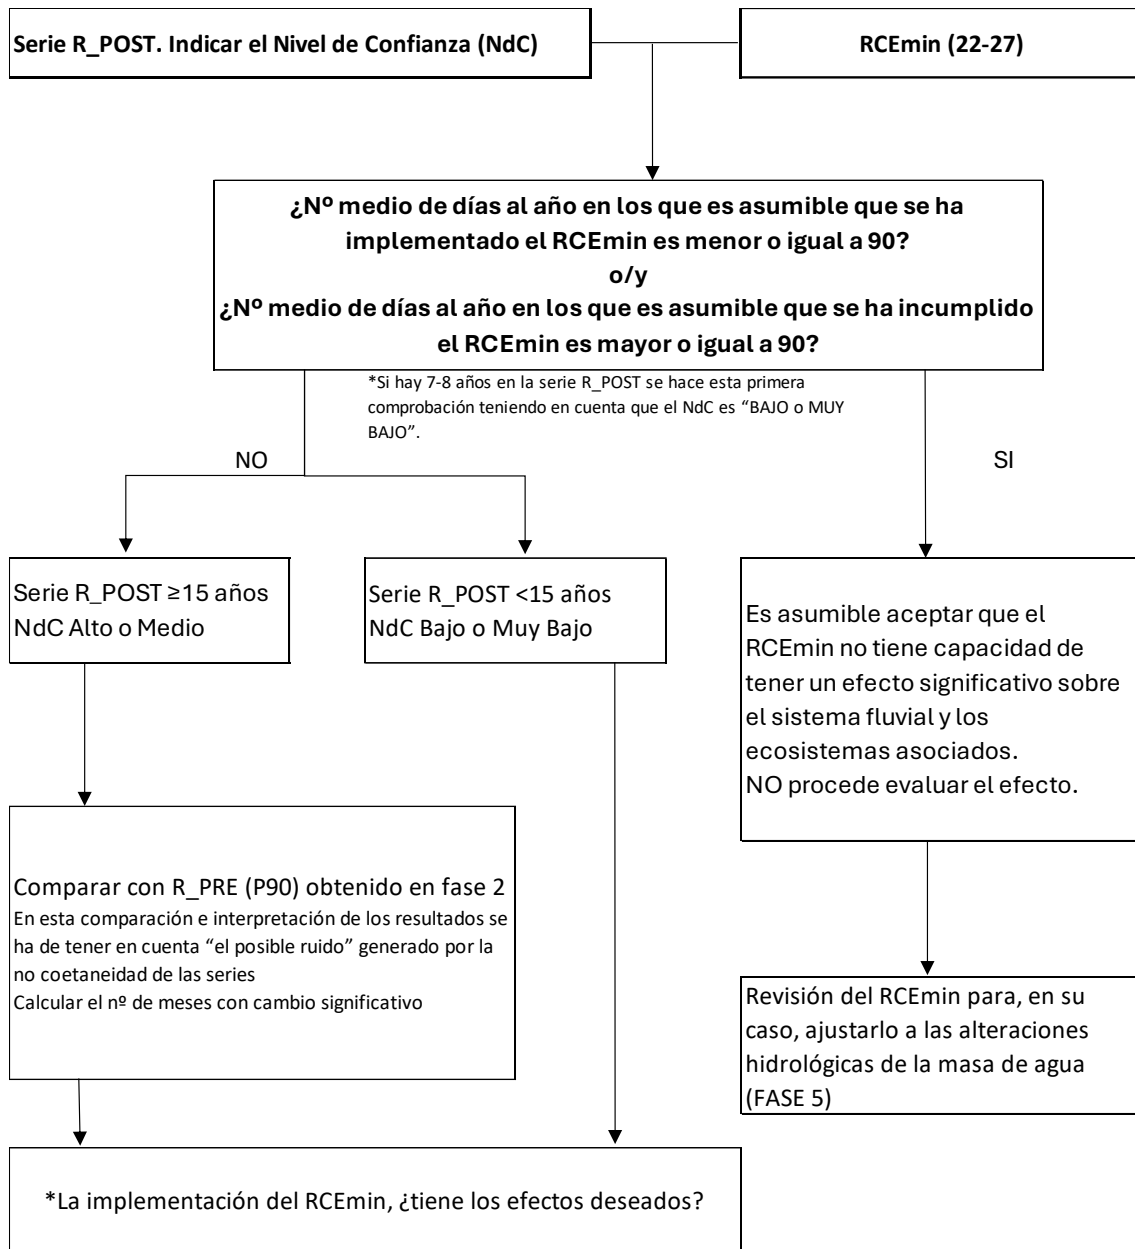 Serie R_POST. Indicar el Nivel de Confianza (NdC)
RCEmin (22-27)
¿Nº medio de días al año en los que es asumible que se ha
implementado el RCEmin es menor o igual a 90?
o/y
¿Nº medio de días al año en los que es asumible que se ha incumplido
el RCEmin es mayor o igual a 90?
*Si hay 7-8 años en la serie R_POST se hace esta primera
comprobación teniendo en cuenta que el NdC es “BAJO o MUY
BAJO”.
NO
SI
Serie R_POST ≥15 años
NdC Alto o Medio
Serie R_POST <15 años
NdC Bajo o Muy Bajo
Es asumible aceptar que el
RCEmin no tiene capacidad de
tener un efecto significativo sobre
el sistema fluvial y los
ecosistemas asociados.
NO procede evaluar el efecto.
Comparar con R_PRE (P90) obtenido en fase 2
En esta comparación e interpretación de los resultados se
ha de tener en cuenta “el posible ruido” generado por la
no coetaneidad de las series
Calcular el nº de meses con cambio significativo
Revisión del RCEmin para, en su
caso, ajustarlo a las alteraciones
hidrológicas de la masa de agua
(FASE 5)
*La implementación del RCEmin, ¿tiene los efectos deseados?